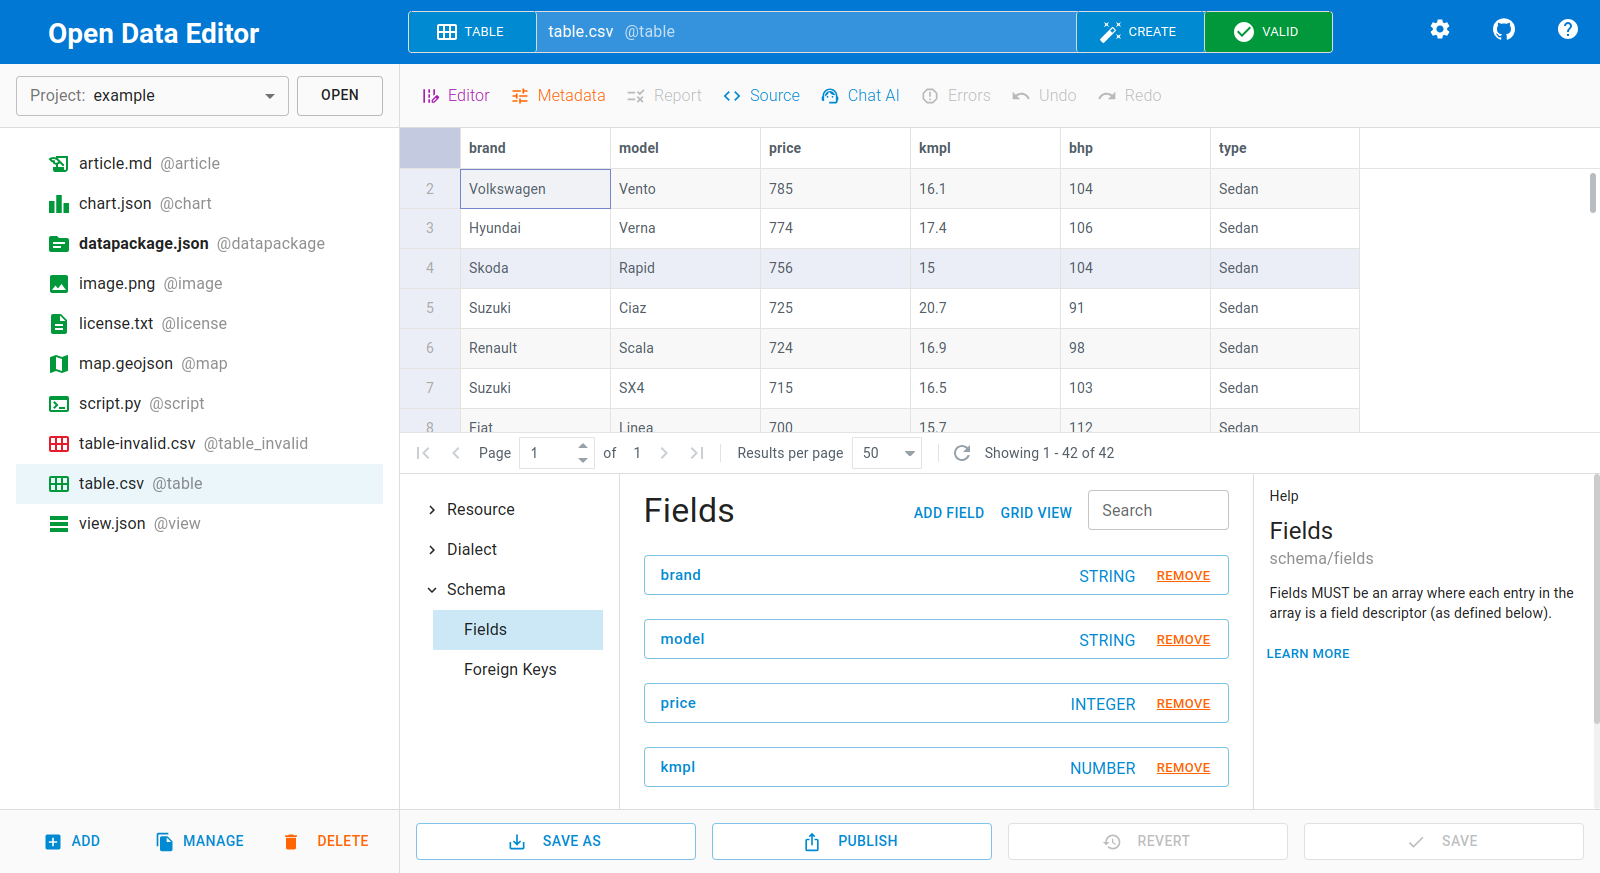 Open Data Editor
TABLE table.csv @table CREATE VALID
Project: example OPEN
Editor Metadata Report Source Chat AI Errors Undo Redo
article.md @article
chart.json @chart
datapackage.json @datapackage
image.png @image
license.txt @license
map.geojson @map
script.py @script
table-invalid.csv @table_invalid
table.csv @table
view.json @view
brand model price kmpl bhp type
2 Volkswagen Vento 785 16.1 104 Sedan
3 Hyundai Verna 774 17.4 106 Sedan
4 Skoda Rapid 756 15 104 Sedan
5 Suzuki Ciaz 725 20.7 91 Sedan
6 Renault Scala 724 16.9 98 Sedan
7 Suzuki SX4 715 16.5 103 Sedan
8 Fiat Linea 700 15.7 112 Sedan
Page 1 of 1 Results per page 50 Showing 1 - 42 of 42
Resource
Dialect
Schema
Fields
Foreign Keys
Fields ADD FIELD GRID VIEW Search
brand STRING REMOVE
model STRING REMOVE
price INTEGER REMOVE
kmpl NUMBER REMOVE
Help
Fields
schema/fields
Fields MUST be an array where each entry in the
array is a field descriptor (as defined below).
LEARN MORE
ADD MANAGE DELETE
SAVE AS PUBLISH REVERT SAVE